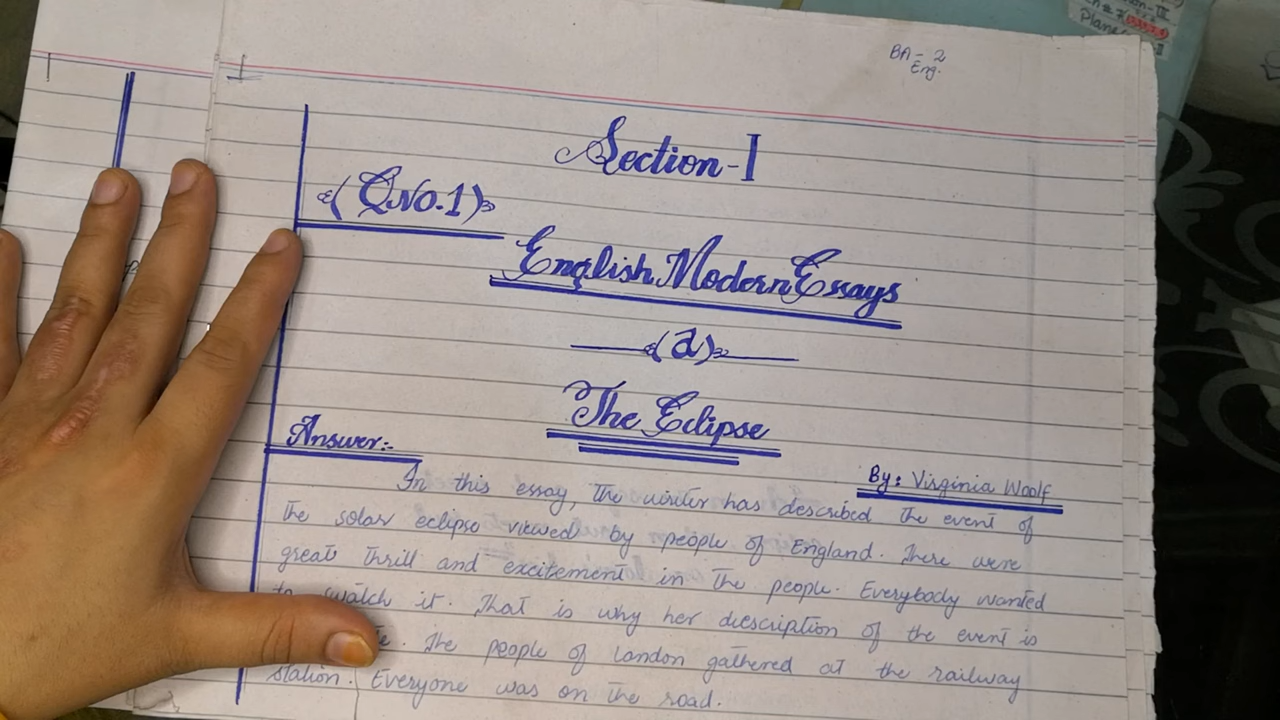 BA - 2
Eng.
Section-I
(Q.No.1)
English Modern Essays
(a)
The Eclipse
Answer:-
By: Virginia Woolf
In this essay, The writer has described the event of
the solar eclipse viewed by people of England. There were
great thrill and excitement in the people. Everybody wanted
to watch it. That is why her description of the event is
The people of London gathered at the railway
station. Everyone was on the road.